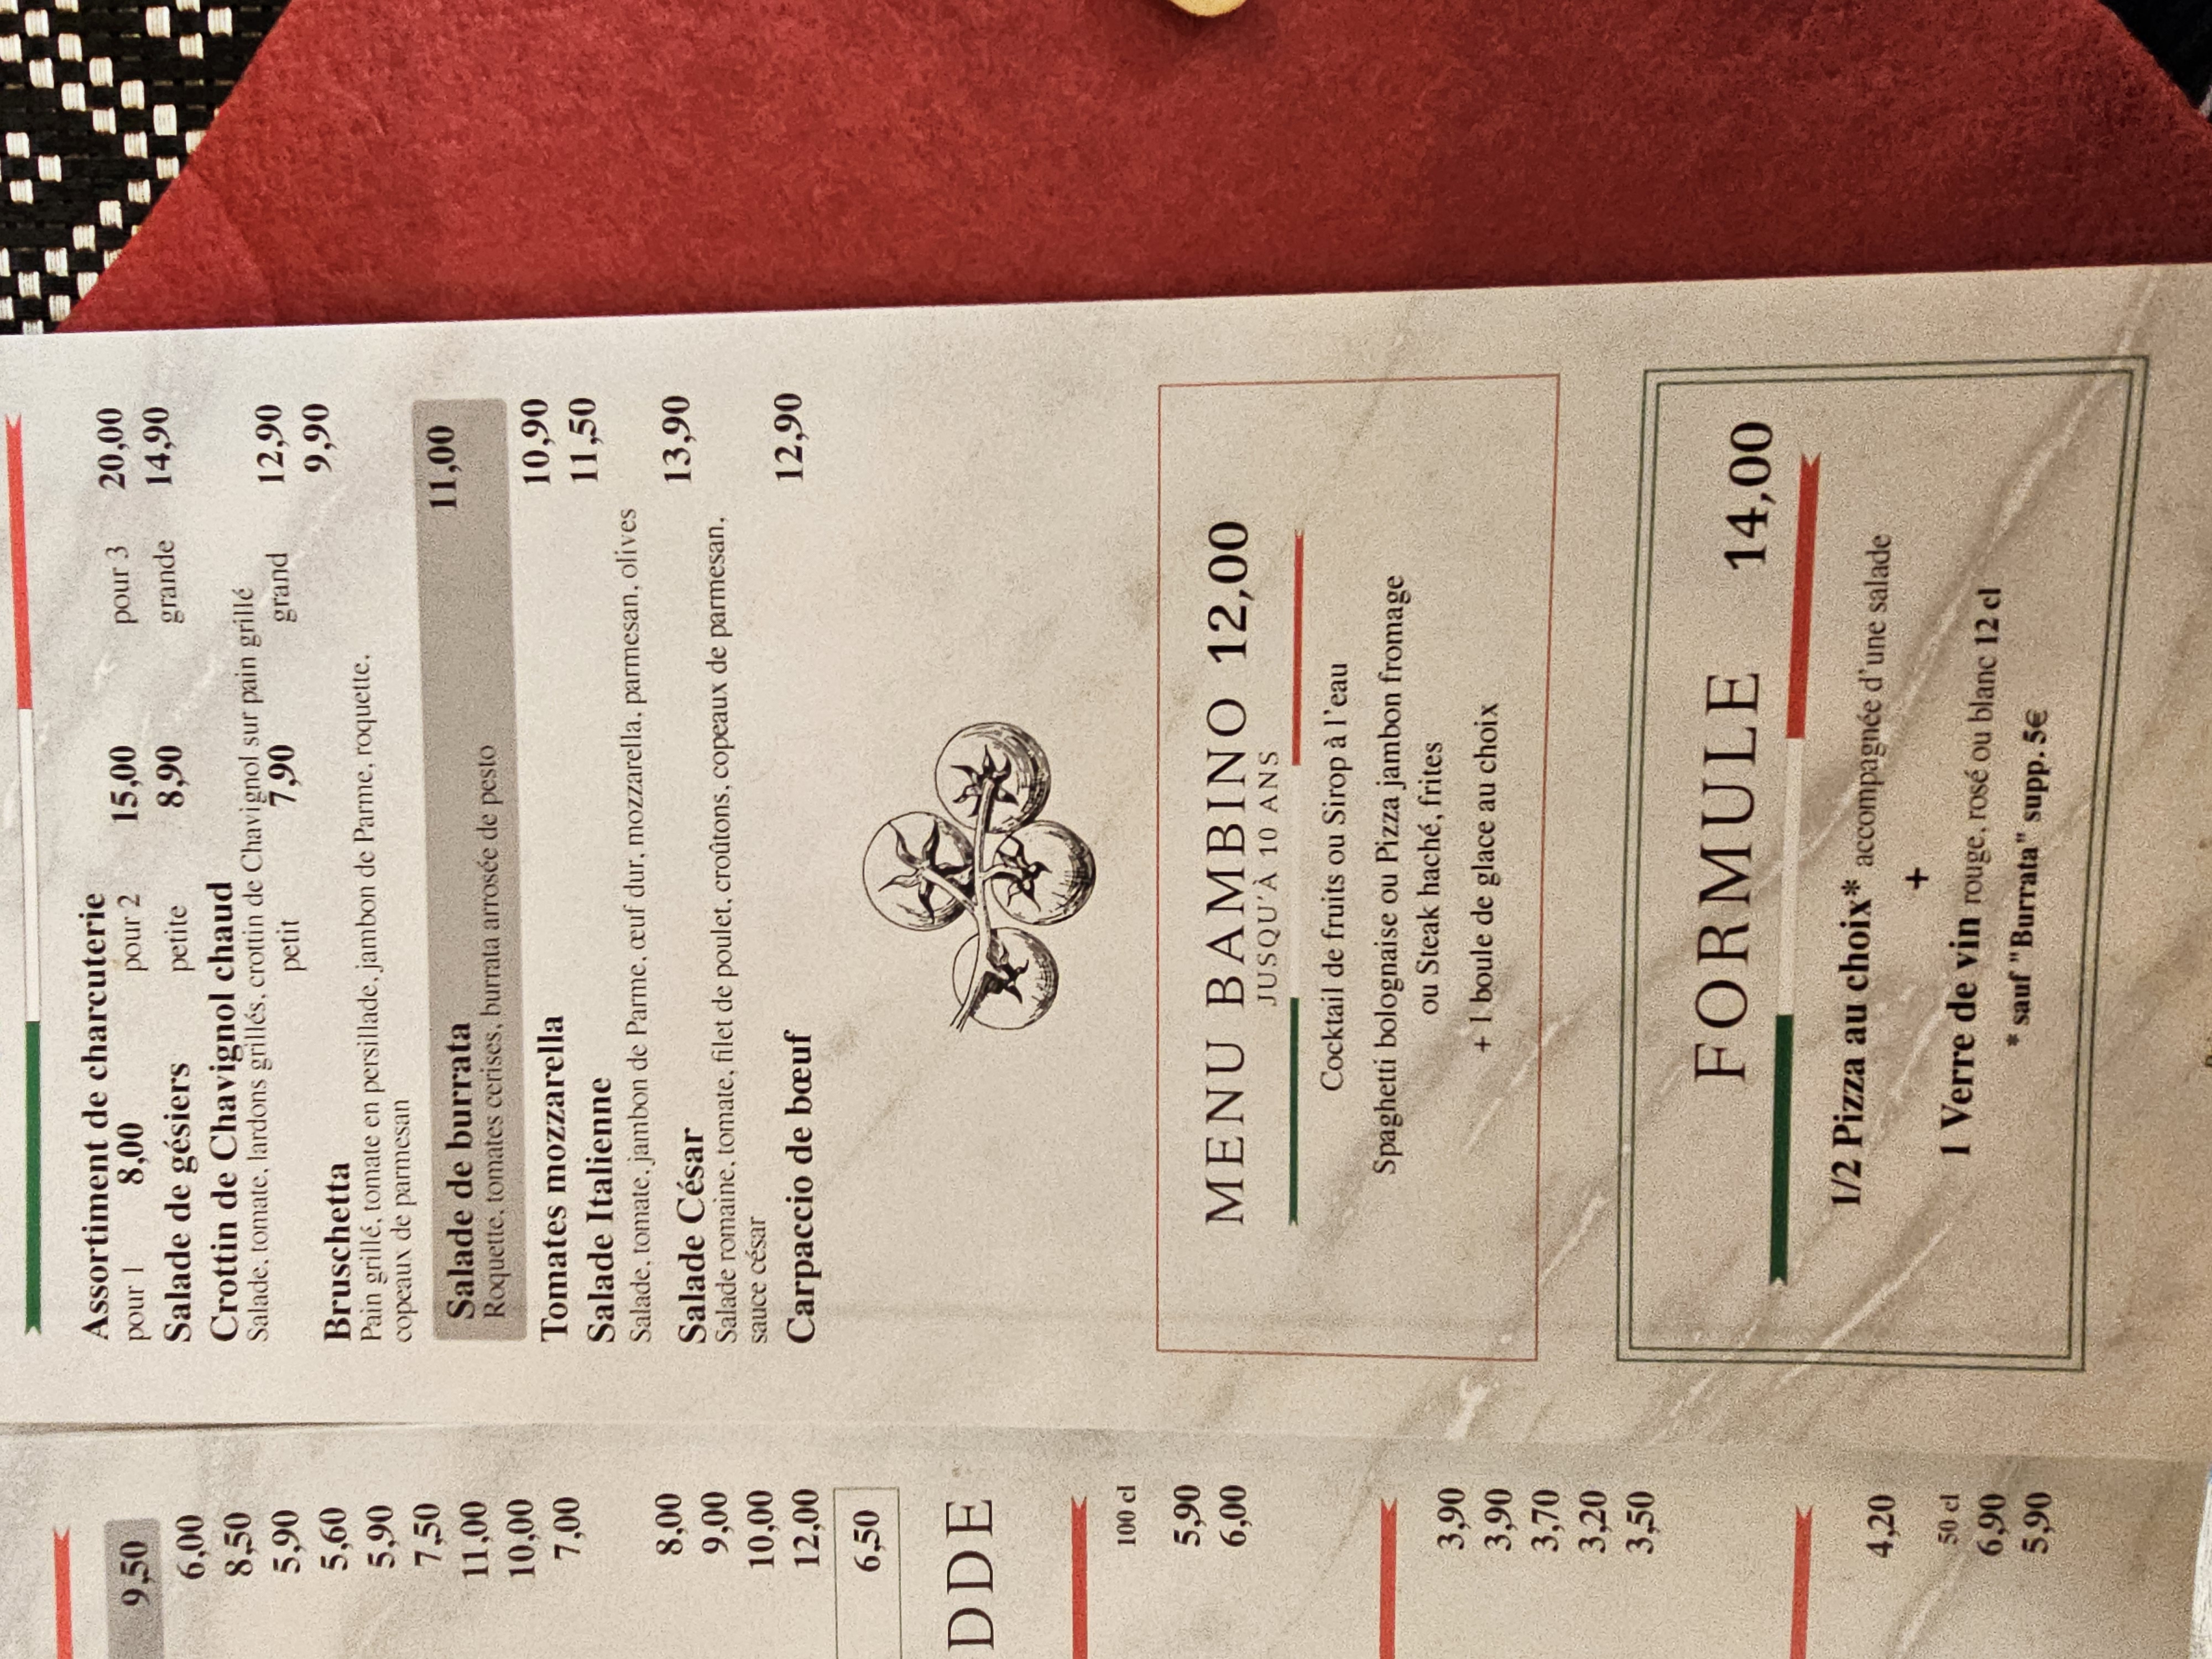 9,50
6,00
8,50
5,90
5,60
5,90
7,50
11,00
10,00
7,00
8,00
9,00
10,00
12,00
6,50
DDE
100 cl
5,90
6,00
3,90
3,90
3,70
3,20
3,50
4,20
50 cl
6,90
5,90
Assortiment de charcuterie
pour 1 8,00 pour 2 15,00 pour 3 20,00
Salade de gésiers petite 8,90 grande 14,90
Crottin de Chavignol chaud
Salade, tomate, lardons grillés, crottin de Chavignol sur pain grillé
petit 7,90 grand 12,90
Bruschetta 9,90
Pain grillé, tomate en persillade, jambon de Parme, roquette,
copeaux de parmesan
Salade de burrata 11,00
Roquette, tomates cerises, burrata arrosée de pesto
Tomates mozzarella 10,90
Salade Italienne 11,50
Salade, tomate, jambon de Parme, œuf dur, mozzarella, parmesan, olives
Salade César 13,90
Salade romaine, tomate, filet de poulet, croûtons, copeaux de parmesan,
sauce césar
Carpaccio de bœuf 12,90
MENU BAMBINO 12,00
JUSQU'À 10 ANS
Cocktail de fruits ou Sirop à l'eau
Spaghetti bolognaise ou Pizza jambon fromage
ou Steak haché, frites
+ 1 boule de glace au choix
FORMULE 14,00
1/2 Pizza au choix* accompagnée d'une salade
+
1 Verre de vin rouge, rosé ou blanc 12 cl
* sauf "Burrata" supp. 5€